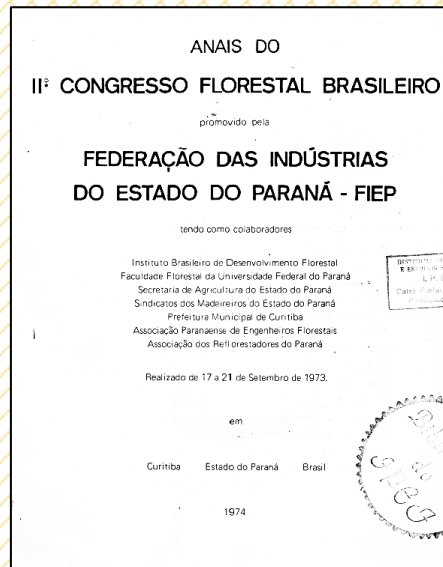 ANAIS DO
IIº CONGRESSO FLORESTAL BRASILEIRO
promovido pela
FEDERAÇÃO DAS INDÚSTRIAS
DO ESTADO DO PARANÁ - FIEP
tendo como colaboradores
Instituto Brasileiro de Desenvolvimento Florestal
Faculdade Florestal da Universidade Federal do Paraná
Secretaria de Agricultura do Estado do Paraná
Sindicatos dos Madeireiros do Estado do Paraná
Prefeitura Municipal de Curitiba
Associação Paranaense de Engenheiros Florestais
Associação dos Reflorestadores do Paraná
Realizado de 17 a 21 de Setembro de 1973.
em
Curitiba Estado do Paraná Brasil
do
1974